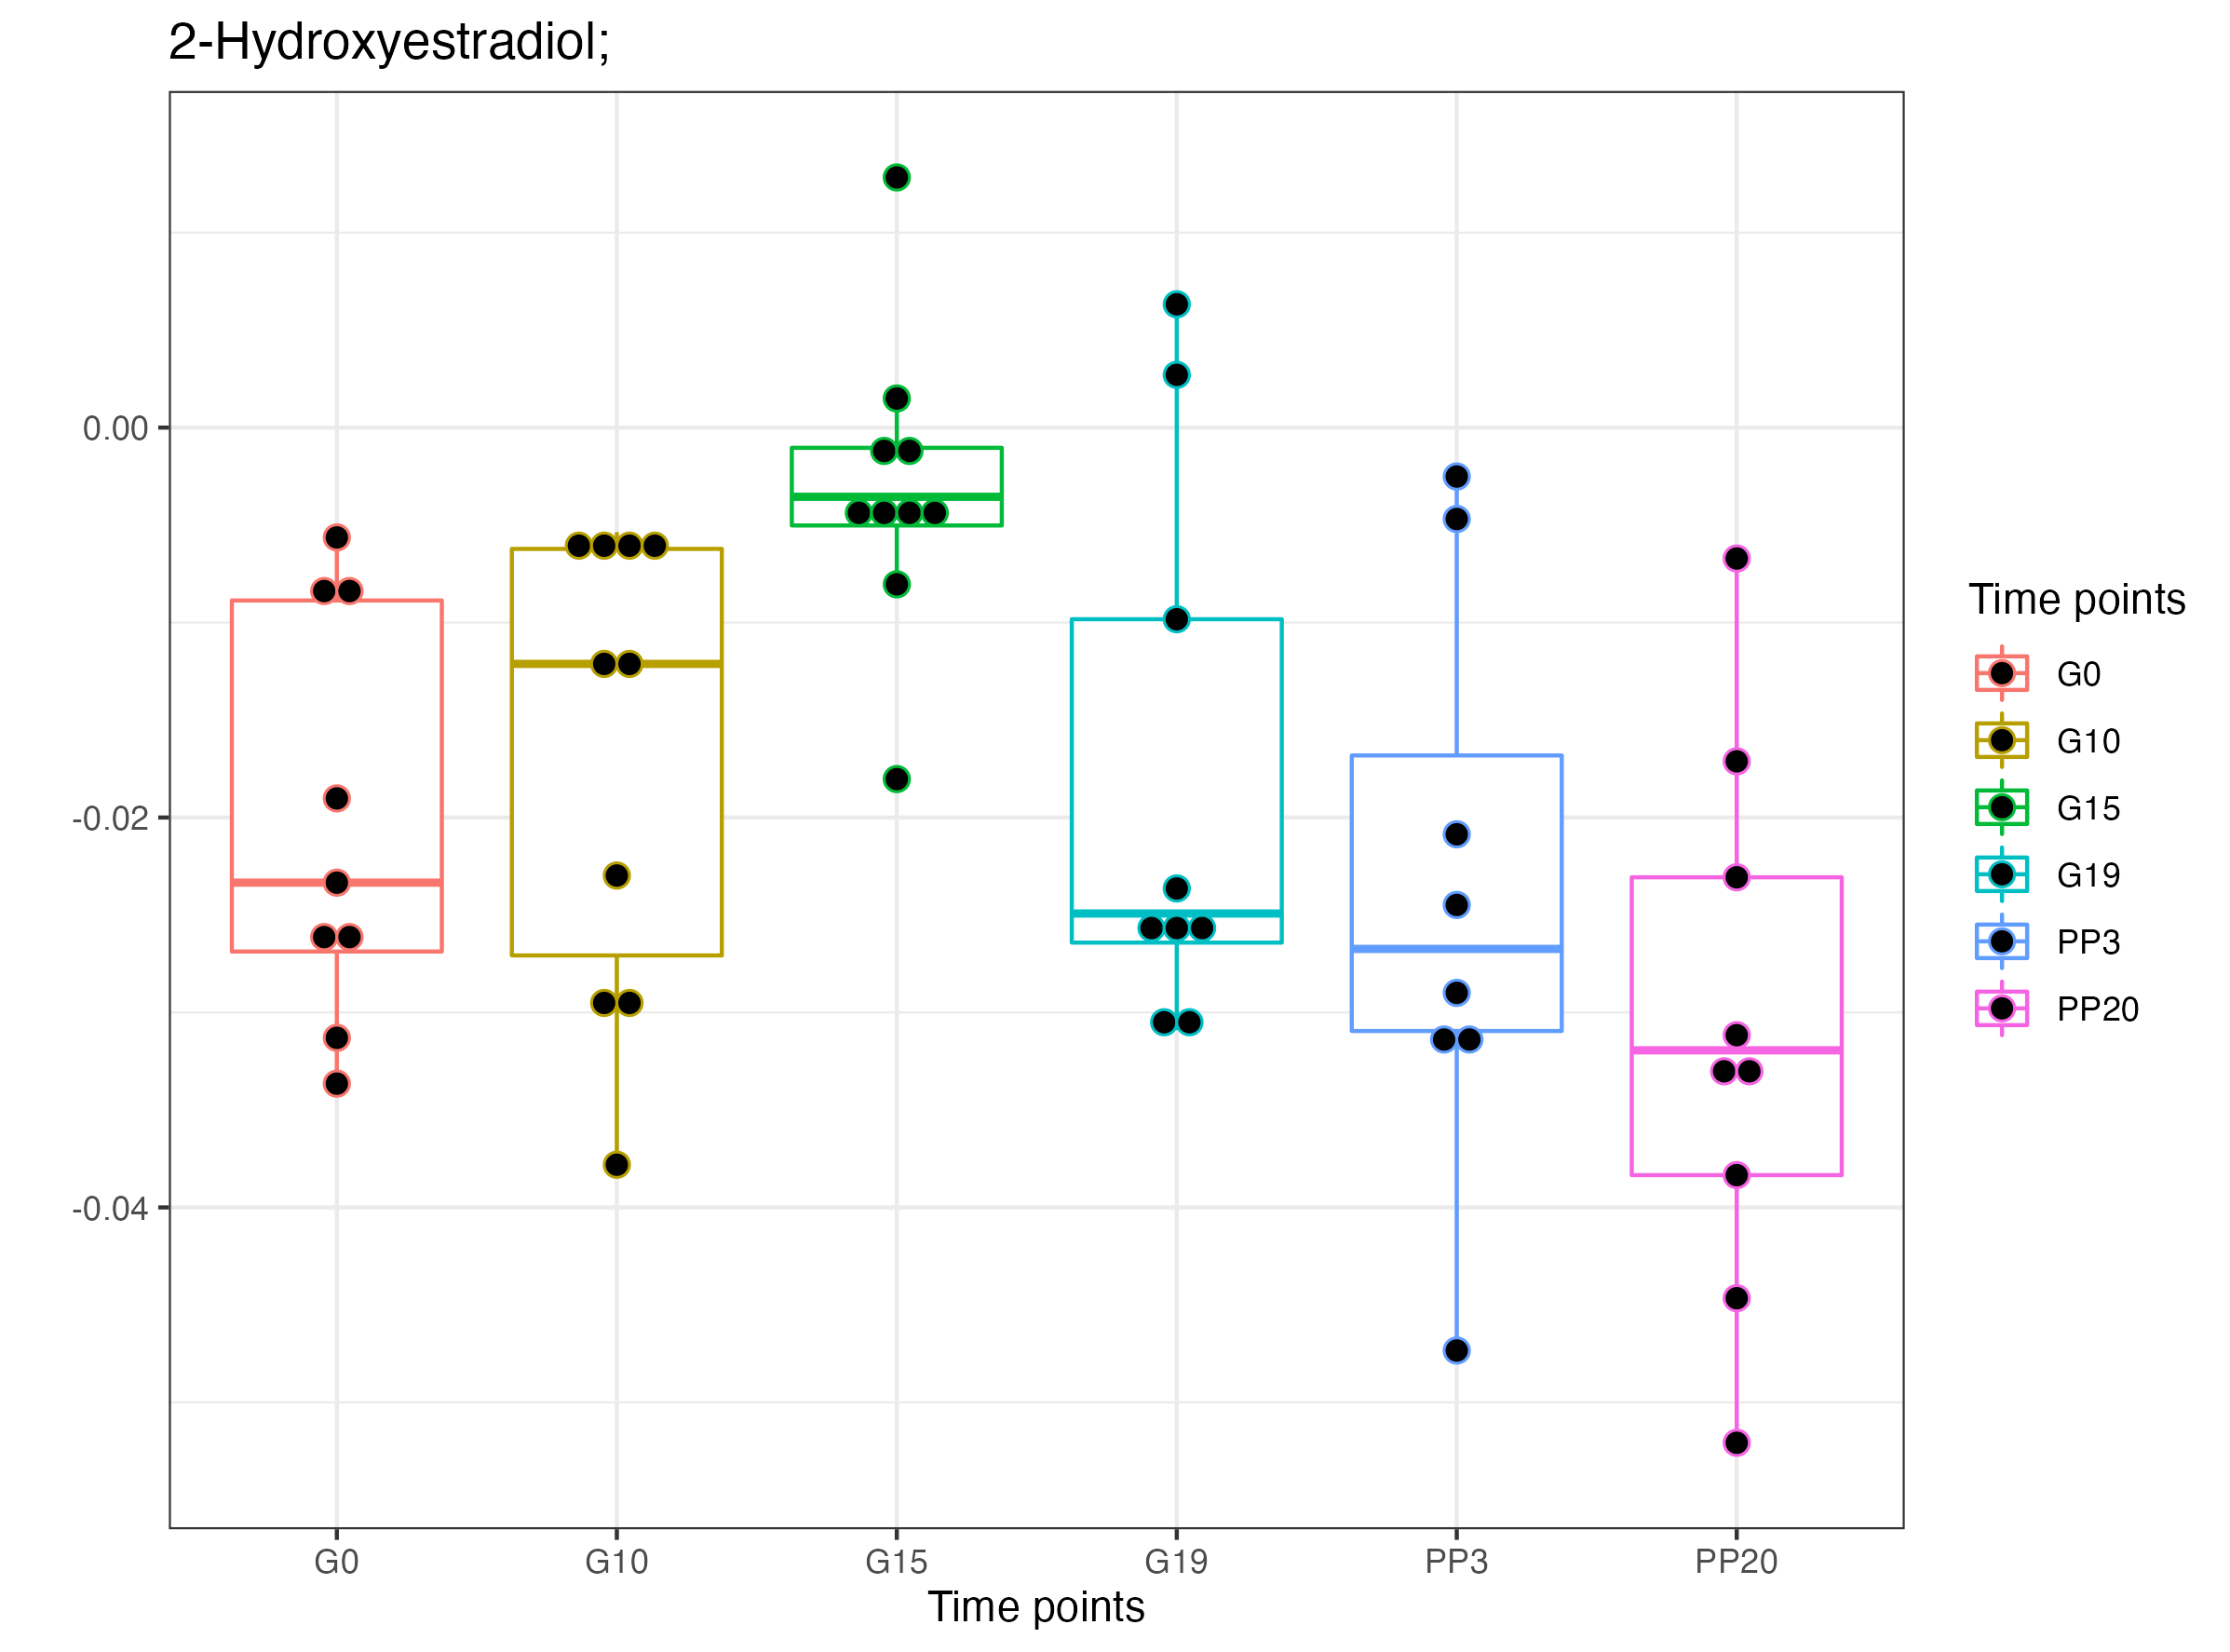 2-Hydroxyestradiol;
0.00
-0.02
-0.04
G0 G10 G15 G19 PP3 PP20
Time points
Time points
G0
G10
G15
G19
PP3
PP20